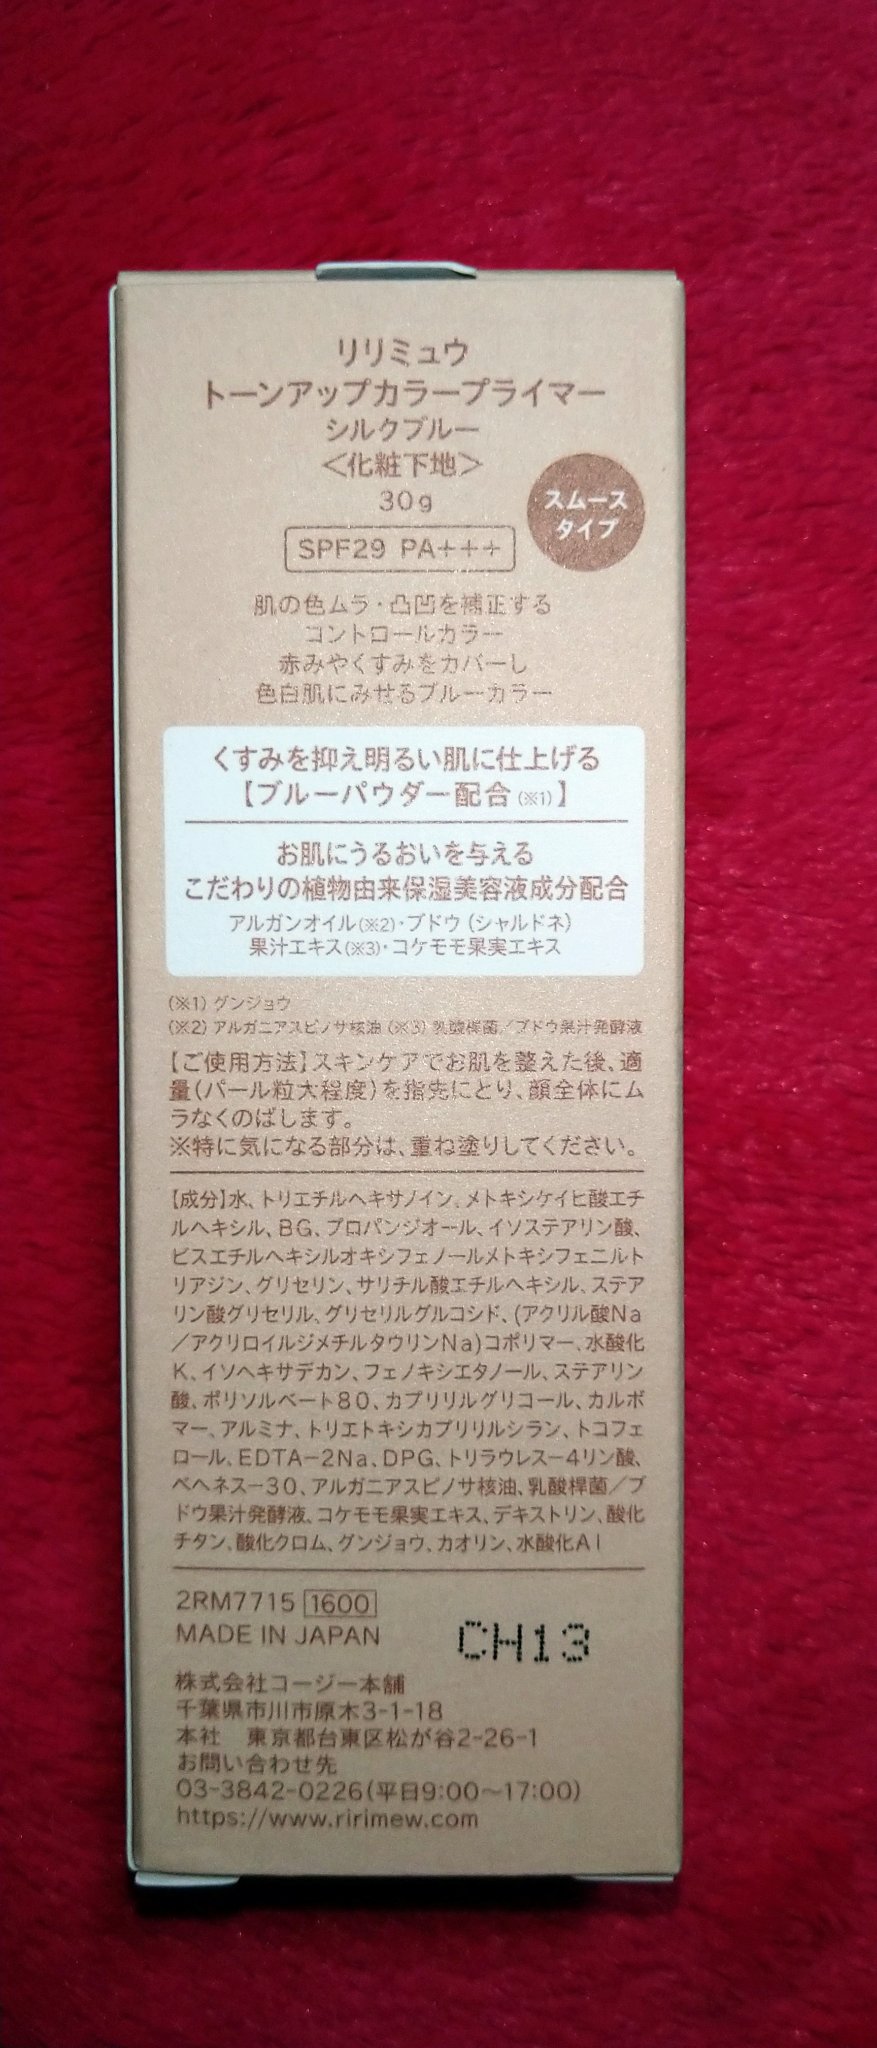 リリミュウ
トーンアップカラープライマー
シルクブルー
＜化粧下地＞
30g
スムース
タイプ
SPF29 PA+++
肌の色ムラ・凸凹を補正する
コントロールカラー
赤みやくすみをカバーし
色白肌にみせるブルーカラー
くすみを抑え明るい肌に仕上げる
【ブルーパウダー配合(※1)】
お肌にうるおいを与える
こだわりの植物由来保湿美容液成分配合
アルガンオイル(※2)・ブドウ(シャルドネ)
果汁エキス(※3)・コケモモ果実エキス
(※1)グンジョウ
(※2)アルガニアスピノサ核油(※3)乳酸桿菌／ブドウ果汁発酵液
【ご使用方法】スキンケアでお肌を整えた後、適
量(パール粒大程度)を指先にとり、顔全体にム
ラなくのばします。
※特に気になる部分は、重ね塗りしてください。
【成分】水、トリエチルヘキサノイン、メトキシケイヒ酸エチ
ルヘキシル、BG、プロパンジオール、イソステアリン酸、
ビスエチルヘキシルオキシフェノールメトキシフェニルト
リアジン、グリセリン、サリチル酸エチルヘキシル、ステア
リン酸グリセリル、グリセリルグルコシド、(アクリル酸Na
／アクリロイルジメチルタウリンNa)コポリマー、水酸化
K、イソヘキサデカン、フェノキシエタノール、ステアリン
酸、ポリソルベート80、カプリリルグリコール、カルボ
マー、アルミナ、トリエトキシカプリリルシラン、トコフェ
ロール、EDTA-2Na、DPG、トリラウレス-4リン酸、
ベヘネス-30、アルガニアスピノサ核油、乳酸桿菌／ブ
ドウ果汁発酵液、コケモモ果実エキス、デキストリン、酸化
チタン、酸化クロム、グンジョウ、カオリン、水酸化Al
2RM7715 1600
MADE IN JAPAN
CH13
株式会社コージー本舗
千葉県市川市原木3-1-18
本社　東京都台東区松が谷2-26-1
お問い合わせ先
03-3842-0226(平日9:00〜17:00)
https://www.ririmew.com